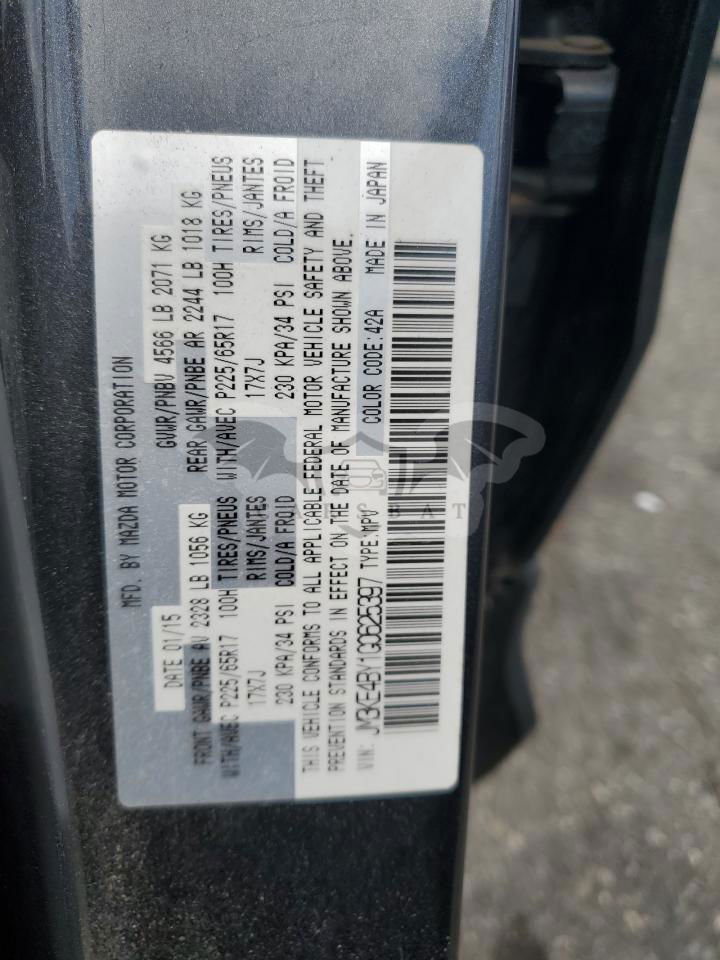 MFD. BY MAZDA MOTOR CORPORATION
DATE 01/15 GVWR/PNBV 4566 LB 2071 KG
FRONT GAWR/PNBE AV 2328 LB 1056 KG REAR GAWR/PNBE AR 2244 LB 1018 KG
WITH/AVEC P225/65R17 100H TIRES/PNEUS WITH/AVEC P225/65R17 100H TIRES/PNEUS
17X7J RIMS/JANTES 17X7J RIMS/JANTES
230 KPA/34 PSI COLD/A FROID 230 KPA/34 PSI COLD/A FROID
THIS VEHICLE CONFORMS TO ALL APPLICABLE FEDERAL MOTOR VEHICLE SAFETY AND THEFT
PREVENTION STANDARDS IN EFFECT ON THE DATE OF MANUFACTURE SHOWN ABOVE.
VIN: JM3KE4BY1G0625397 TYPE:MPV COLOR CODE:42A MADE IN JAPAN